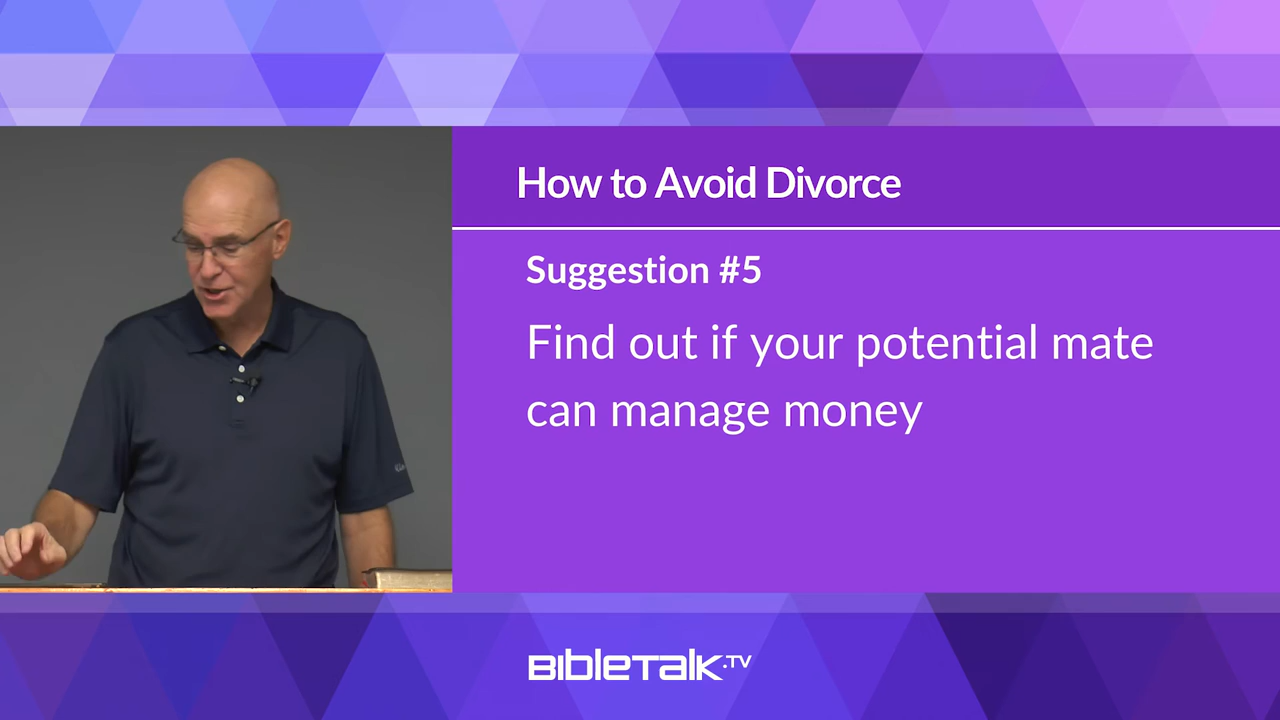 How to Avoid Divorce
Suggestion #5
Find out if your potential mate
can manage money
BIBLETALK.TV